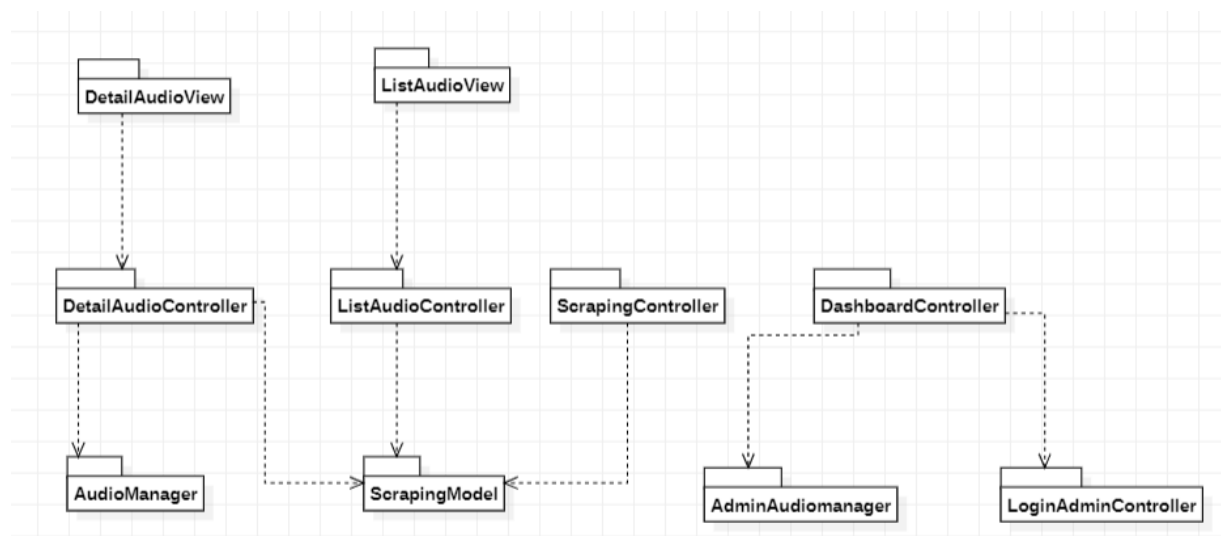 DetailAudioView
ListAudioView
DetailAudioController
ListAudioController
ScrapingController
DashboardController
AudioManager
ScrapingModel
AdminAudiomanager
LoginAdminController